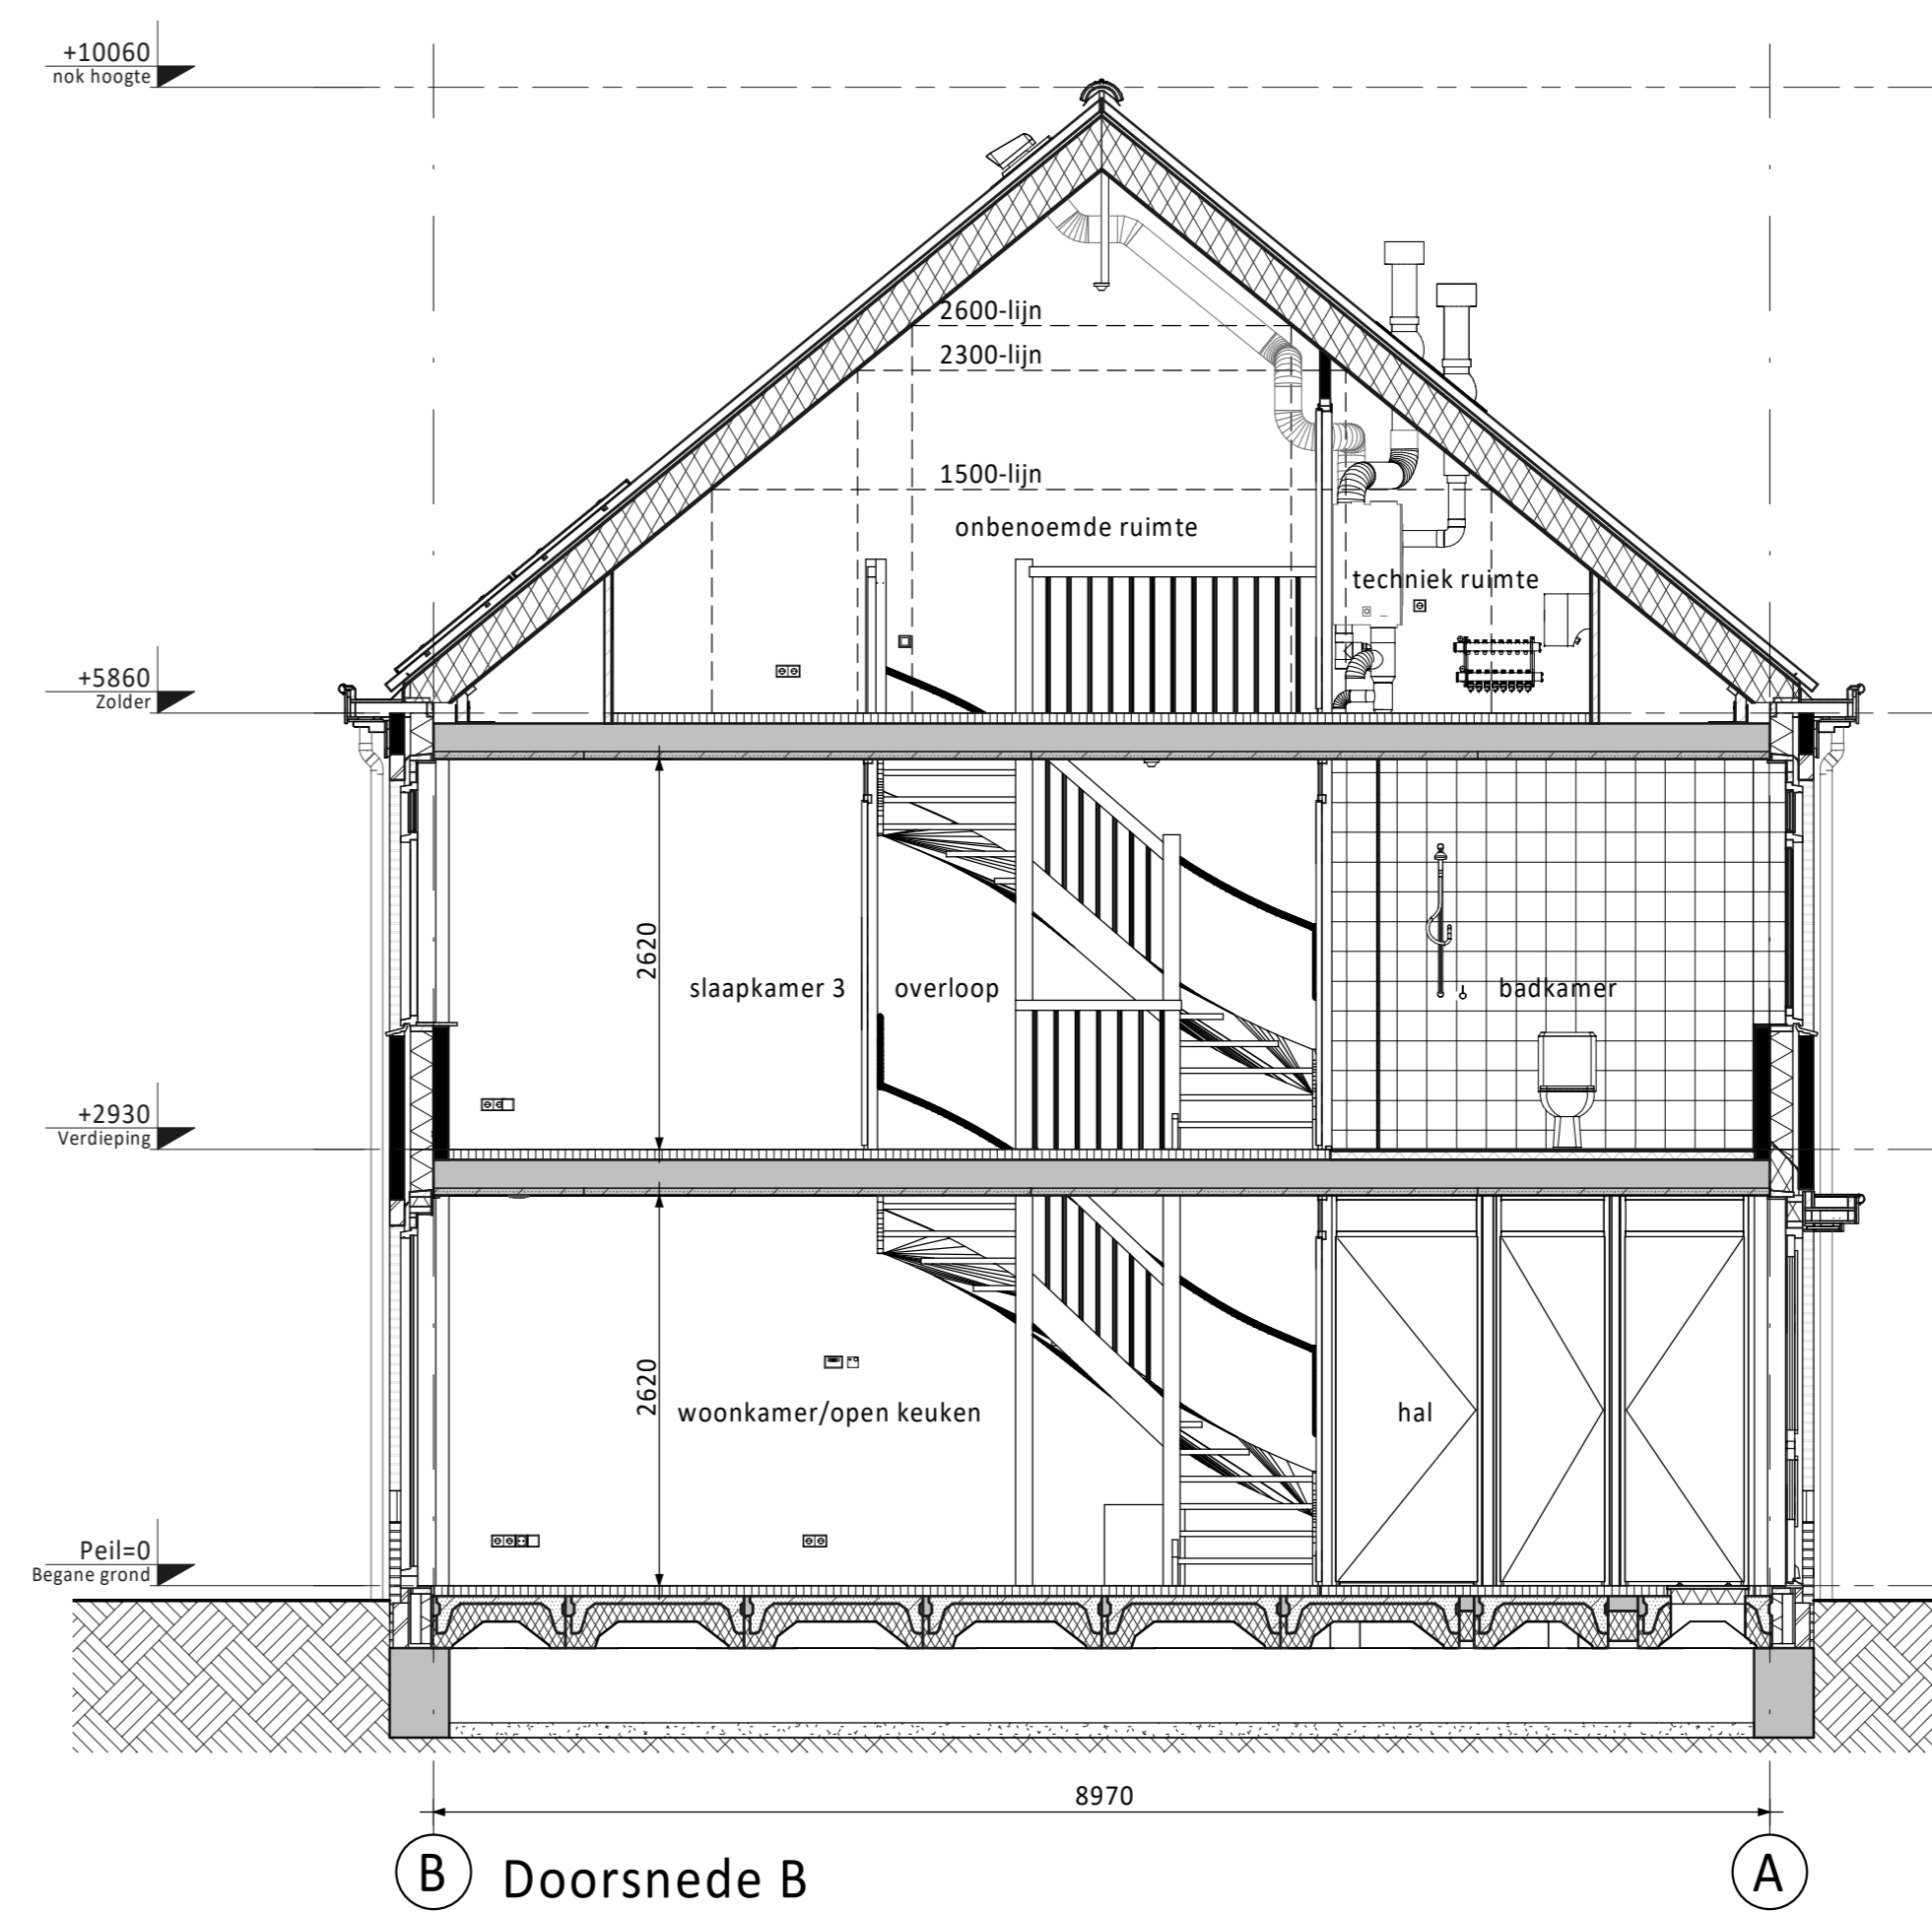 +10060
nok hoogte
2600-lijn
2300-lijn
1500-lijn
onbenoemde ruimte
techniek ruimte
+5860
Zolder
2620
slaapkamer 3
overloop
badkamer
+2930
Verdieping
2620
woonkamer/open keuken
hal
Peil=0
Begane grond
8970
B
Doorsnede B
A